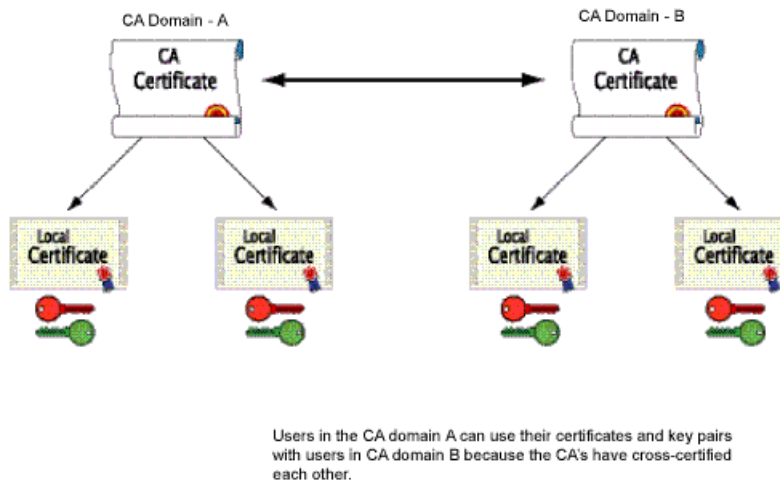 CA Domain - A
CA Domain - B
CA
Certificate
CA
Certificate
Local
Certificate
Local
Certificate
Local
Certificate
Local
Certificate
Users in the CA domain A can use their certificates and key pairs
with users in CA domain B because the CA's have cross-certified
each other.